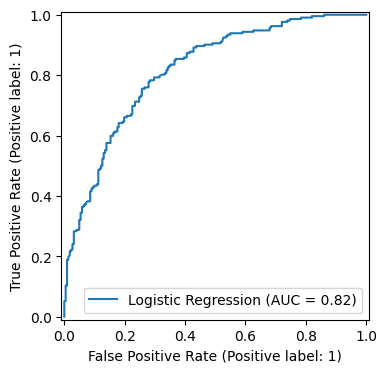 True Positive Rate (Positive label: 1)
1.0
0.8
0.6
0.4
0.2
0.0
Logistic Regression (AUC = 0.82)
0.0 0.2 0.4 0.6 0.8 1.0
False Positive Rate (Positive label: 1)